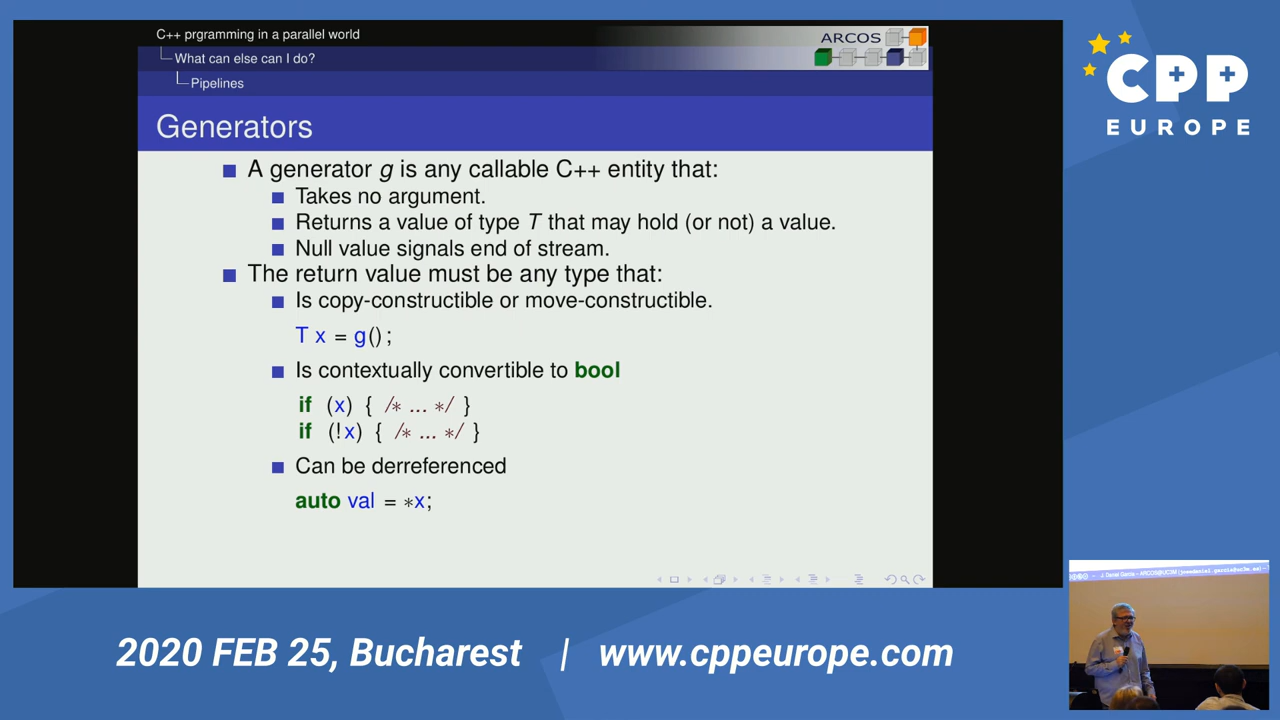 C++ prgramming in a parallel world
What can else can I do?
Pipelines
ARCOS
Generators
A generator g is any callable C++ entity that:
Takes no argument.
Returns a value of type T that may hold (or not) a value.
Null value signals end of stream.
The return value must be any type that:
Is copy-constructible or move-constructible.
T x = g();
Is contextually convertible to bool
if (x) { /* ... */ }
if (!x) { /* ... */ }
Can be derreferenced
auto val = *x;
CPP
EUROPE
2020 FEB 25, Bucharest | www.cppeurope.com